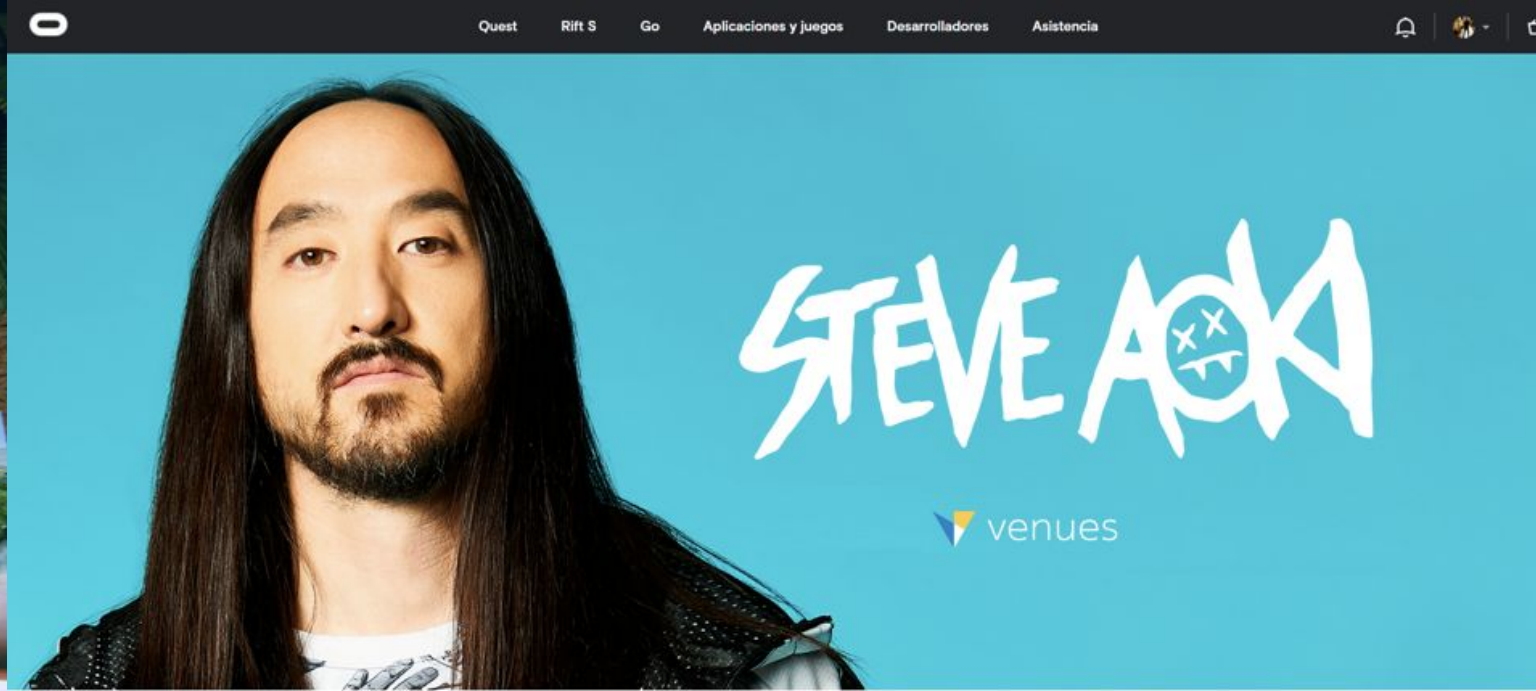 Quest Rift S Go Aplicaciones y juegos Desarrolladores Asistencia
STEVE AOKI
venues